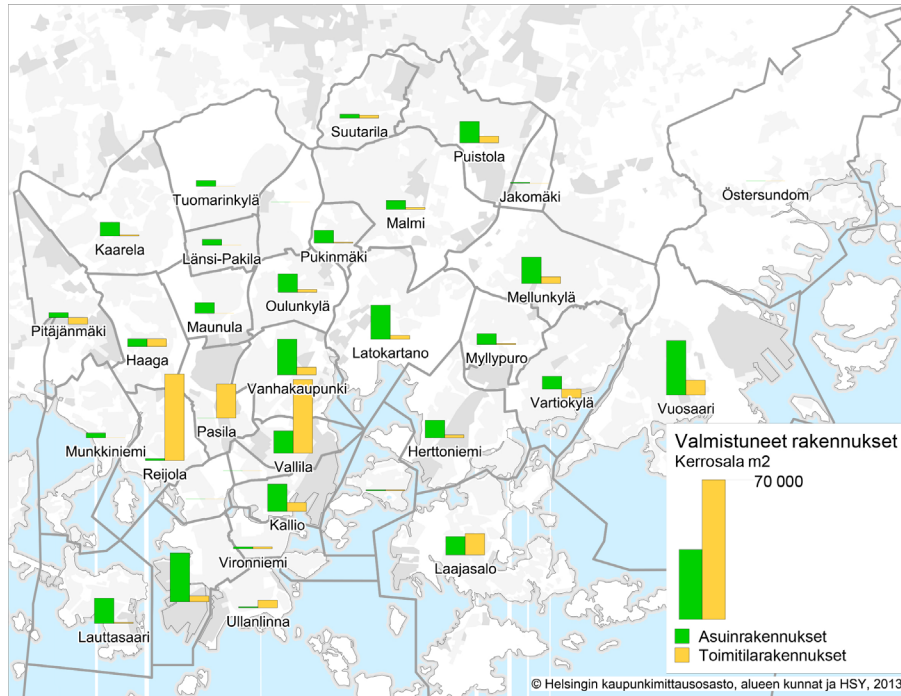 Suutarila
Puistola
Tuomarinkylä
Jakomäki
Östersundom
Malmi
Kaarela
Länsi-Pakila
Pukinmäki
Mellunkylä
Oulunkylä
Pitäjänmäki
Maunula
Haaga
Latokartano
Myllypuro
Vanhakaupunki
Vartiokylä
Vuosaari
Pasila
Munkkiniemi
Reijola
Vallila
Herttoniemi
Kallio
Vironniemi
Laajasalo
Ullanlinna
Lauttasaari
Valmistuneet rakennukset
Kerrosala m2
70 000
Asuinrakennukset
Toimitilarakennukset
© Helsingin kaupunkimittausosasto, alueen kunnat ja HSY, 2013